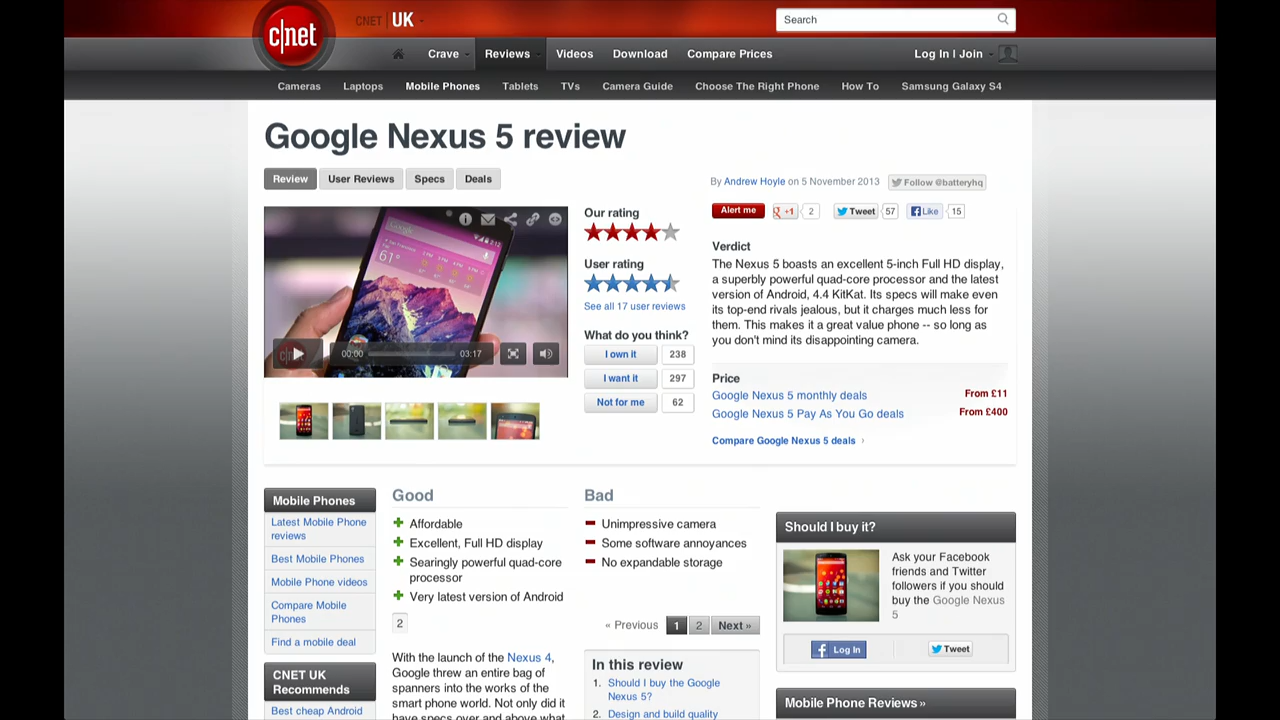 c|net
CNET UK
Search
Crave Reviews Videos Download Compare Prices
Log In | Join
Cameras Laptops Mobile Phones Tablets TVs Camera Guide Choose The Right Phone How To Samsung Galaxy S4
Google Nexus 5 review
Review User Reviews Specs Deals
By Andrew Hoyle on 5 November 2013 Follow @batteryhq
Google
61°
c|net
00:00 03:17
Our rating
User rating
See all 17 user reviews
What do you think?
I own it 238
I want it 297
Not for me 62
Alert me +1 2 Tweet 57 Like 15
Verdict
The Nexus 5 boasts an excellent 5-inch Full HD display,
a superbly powerful quad-core processor and the latest
version of Android, 4.4 KitKat. Its specs will make even
its top-end rivals jealous, but it charges much less for
them. This makes it a great value phone -- so long as
you don't mind its disappointing camera.
Price
Google Nexus 5 monthly deals From £11
Google Nexus 5 Pay As You Go deals From £400
Compare Google Nexus 5 deals ›
Mobile Phones
Latest Mobile Phone
reviews
Best Mobile Phones
Mobile Phone videos
Compare Mobile
Phones
Find a mobile deal
CNET UK
Recommends
Best cheap Android
Good
Affordable
Excellent, Full HD display
Searingly powerful quad-core
processor
Very latest version of Android
2
With the launch of the Nexus 4,
Google threw an entire bag of
spanners into the works of the
smart phone world. Not only did it
have specs over and above what
Bad
Unimpressive camera
Some software annoyances
No expandable storage
« Previous 1 2 Next »
In this review
1. Should I buy the Google
Nexus 5?
2. Design and build quality
Should I buy it?
Ask your Facebook
friends and Twitter
followers if you should
buy the Google Nexus
5
Log In Tweet
Mobile Phone Reviews »